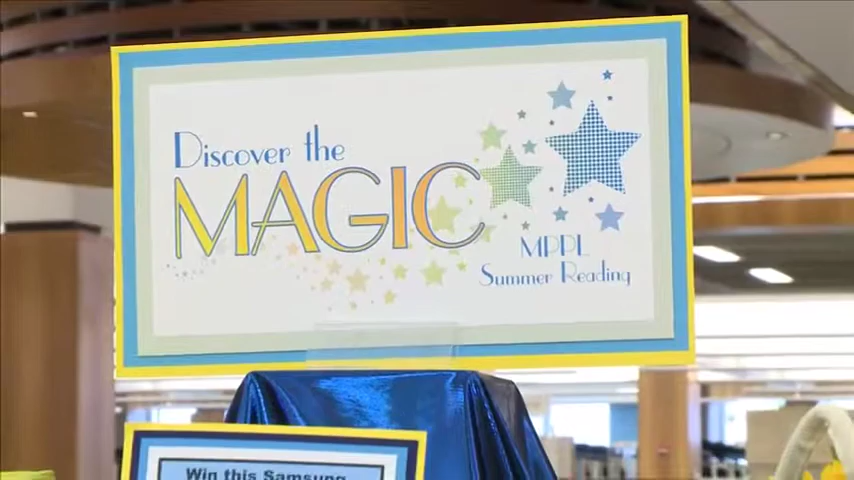 Discover the
MAGIC
MPPL
Summer Reading
Win this Samsung